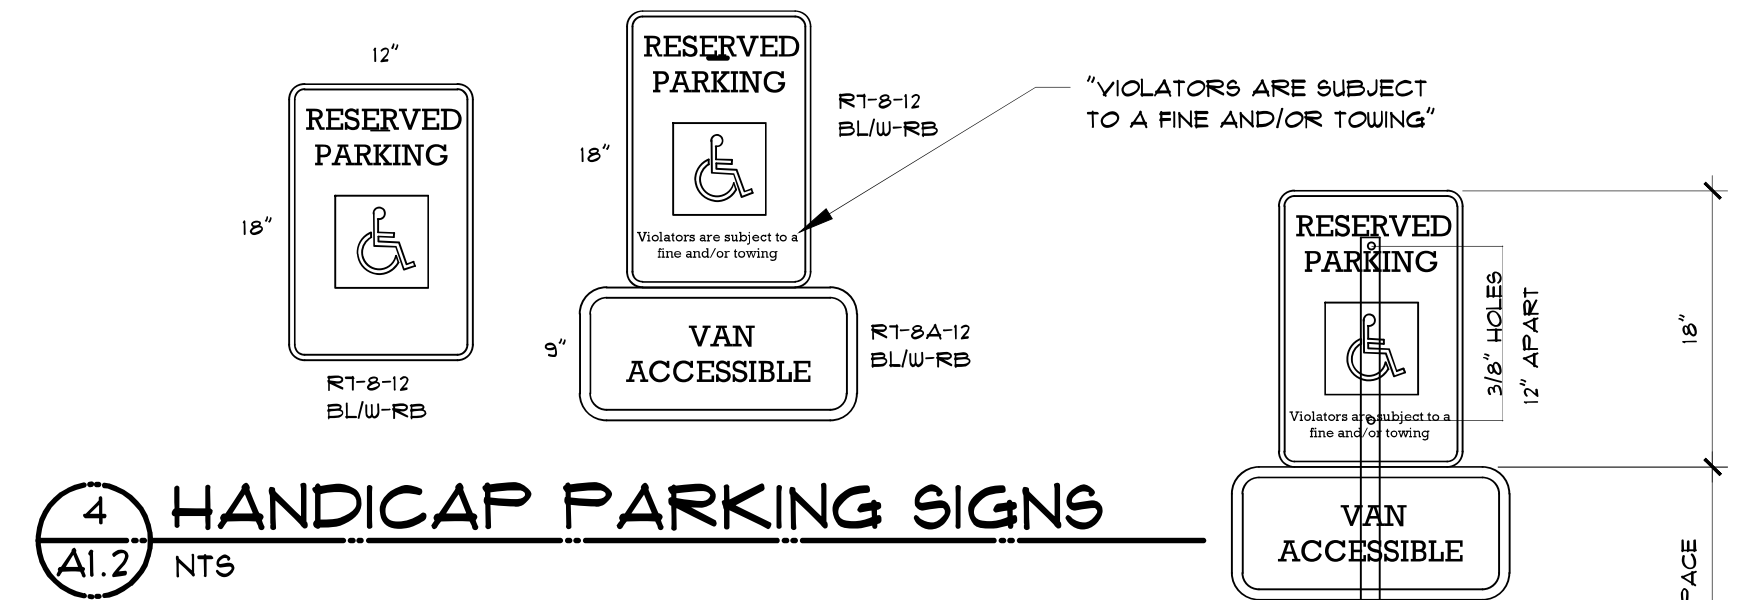 12"
RESERVED
PARKING
18"
R7-8-12
BL/W-RB
RESERVED
PARKING
18"
Violators are subject to a
fine and/or towing
R7-8-12
BL/W-RB
"VIOLATORS ARE SUBJECT
TO A FINE AND/OR TOWING"
VAN
ACCESSIBLE
9"
R7-8A-12
BL/W-RB
RESERVED
PARKING
Violators are subject to a
fine and/or towing
3/8" HOLES
12" APART
18"
VAN
ACCESSIBLE
PACE
4
A1.2
HANDICAP PARKING SIGNS
NTS